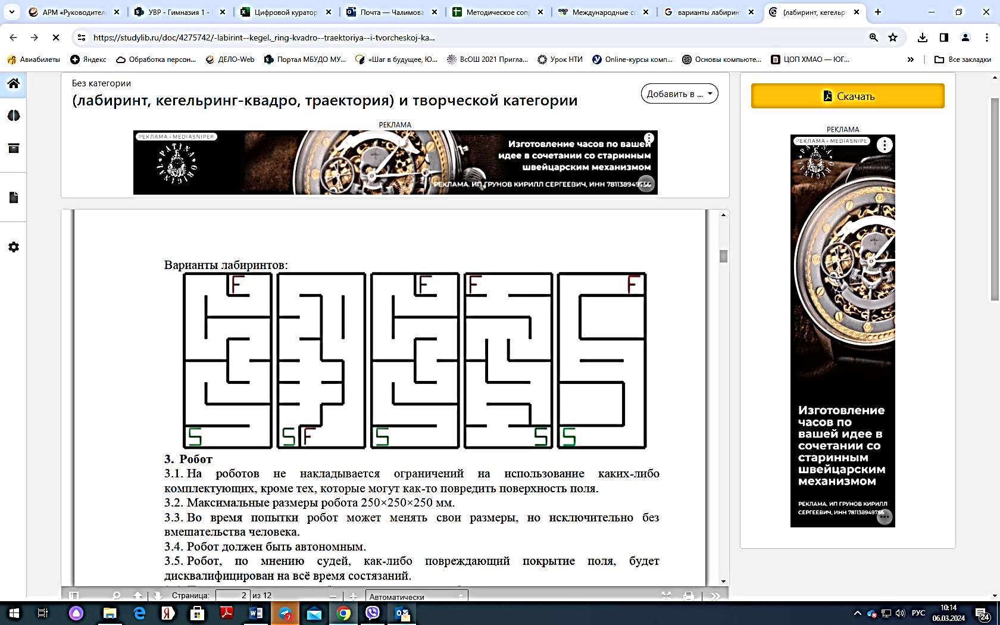 АРМ «Руководитель
УВР - Гимназия 1 -
Цифровой куратор
Почта — Чалимова
Методическое соп
Международные со
варианты лабиринт
(лабиринт, кегельри
https://studylib.ru/doc/4275742/-labirint--kegel._ring-kvadro--traektoriya--i-tvorcheskoj-ka...
Авиабилеты
Яндекс
Обработка персон...
ДЕЛО-Web
Портал МБУДО МУ...
«Шаг в будущее, Ю...
ВсОШ 2021 Пригла...
Урок НТИ
Online-курсы комп...
Основы компьюте...
ЦОП ХМАО — ЮГ...
Все закладки
Без категории
(лабиринт, кегельринг-квадро, траектория) и творческой категории
Добавить в ...
Скачать
РЕКЛАМА
РЕКЛАМА • MEDIASNIPER
PATINA ORIGINAL
Изготовление часов по вашей
идее в сочетании со старинным
швейцарским механизмом
РЕКЛАМА. ИП ГРУНОВ КИРИЛЛ СЕРГЕЕВИЧ, ИНН 781138949756
РЕКЛАМА
РЕКЛАМА • MEDIASNIPE
Изготовление
часов по
вашей идее в
сочетании со
старинным
швейцарским
механизмом
РЕКЛАМА. ИП ГРУНОВ КИРИЛЛ
СЕРГЕЕВИЧ, ИНН 781138949756
Варианты лабиринтов:
F F F F
S S F S S S
3. Робот
3.1. На роботов не накладывается ограничений на использование каких-либо
комплектующих, кроме тех, которые могут как-то повредить поверхность поля.
3.2. Максимальные размеры робота 250×250×250 мм.
3.3. Во время попытки робот может менять свои размеры, но исключительно без
вмешательства человека.
3.4. Робот должен быть автономным.
3.5. Робот, по мнению судей, как-либо повреждающий покрытие поля, будет
дисквалифицирован на всё время состязаний.
Страница: 2 из 12
Автоматически
7
РУС
10:14
06.03.2024
24